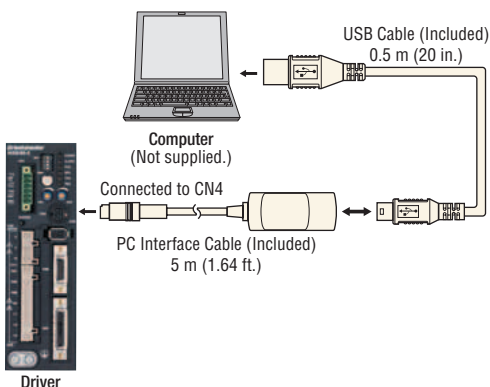 USB Cable (Included)
0.5 m (20 in.)
Computer
(Not supplied.)
Connected to CN4
PC Interface Cable (Included)
5 m (1.64 ft.)
Driver